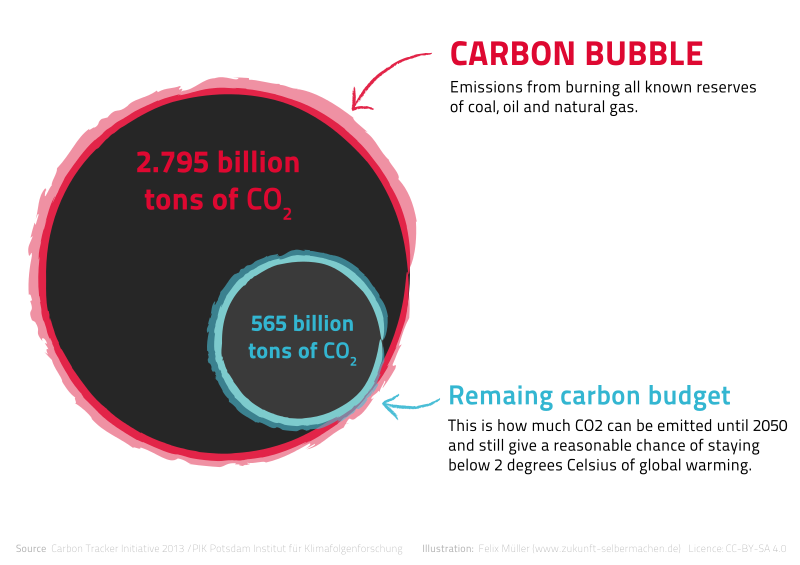 CARBON BUBBLE
Emissions from burning all known reserves
of coal, oil and natural gas.
2.795 billion
tons of CO2
565 billion
tons of CO2
Remaing carbon budget
This is how much CO2 can be emitted until 2050
and still give a reasonable chance of staying
below 2 degrees Celsius of global warming.
Source Carbon Tracker Initiative 2013 /PIK Potsdam Institut für Klimafolgenforschung Illustration: Felix Müller (www.zukunft-selbermachen.de) Licence: CC-BY-SA 4.0